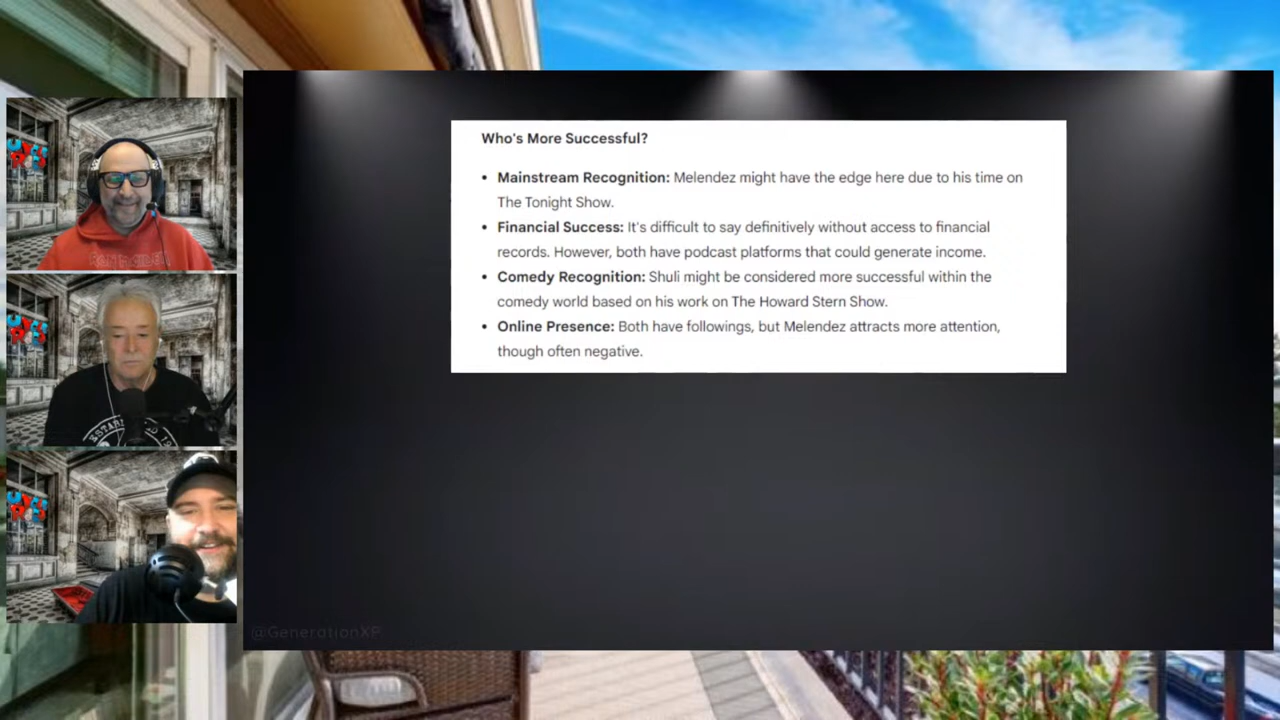 Who's More Successful?
• Mainstream Recognition: Melendez might have the edge here due to his time on
The Tonight Show.
• Financial Success: It's difficult to say definitively without access to financial
records. However, both have podcast platforms that could generate income.
• Comedy Recognition: Shuli might be considered more successful within the
comedy world based on his work on The Howard Stern Show.
• Online Presence: Both have followings, but Melendez attracts more attention,
though often negative.
@GenerationXP